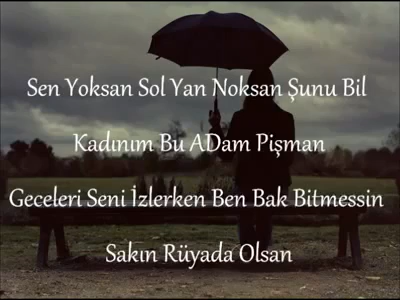 Sen Yoksan Sol Yan Noksan Şunu Bil
Kadınım Bu ADam Pişman
Geceleri Seni İzlerken Ben Bak Bitmessin
Sakın Rüyada Olsan